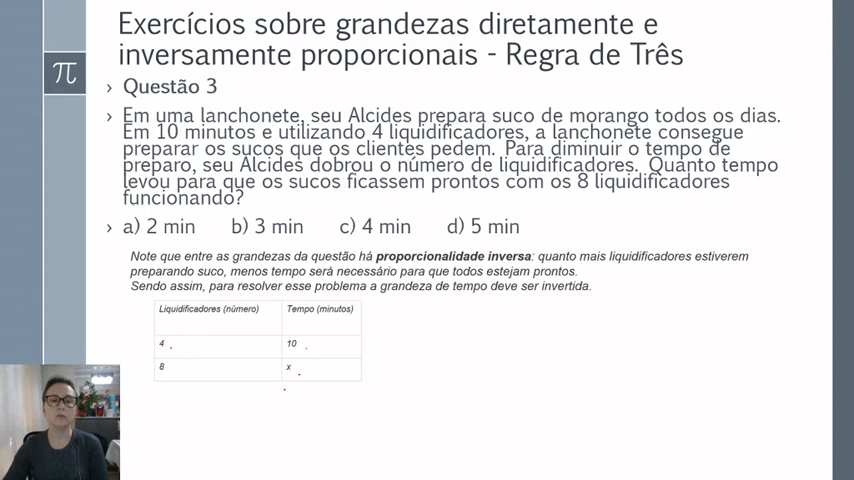 Exercícios sobre grandezas diretamente e
inversamente proporcionais - Regra de Três
π
› Questão 3
› Em uma lanchonete, seu Alcides prepara suco de morango todos os dias.
Em 10 minutos e utilizando 4 liquidificadores, a lanchonete consegue
preparar os sucos que os clientes pedem. Para diminuir o tempo de
preparo, seu Alcides dobrou o número de liquidificadores. Quanto tempo
levou para que os sucos ficassem prontos com os 8 liquidificadores
funcionando?
› a) 2 min b) 3 min c) 4 min d) 5 min
Note que entre as grandezas da questão há proporcionalidade inversa: quanto mais liquidificadores estiverem
preparando suco, menos tempo será necessário para que todos estejam prontos.
Sendo assim, para resolver esse problema a grandeza de tempo deve ser invertida.
Liquidificadores (número) Tempo (minutos)
4 10
8 x